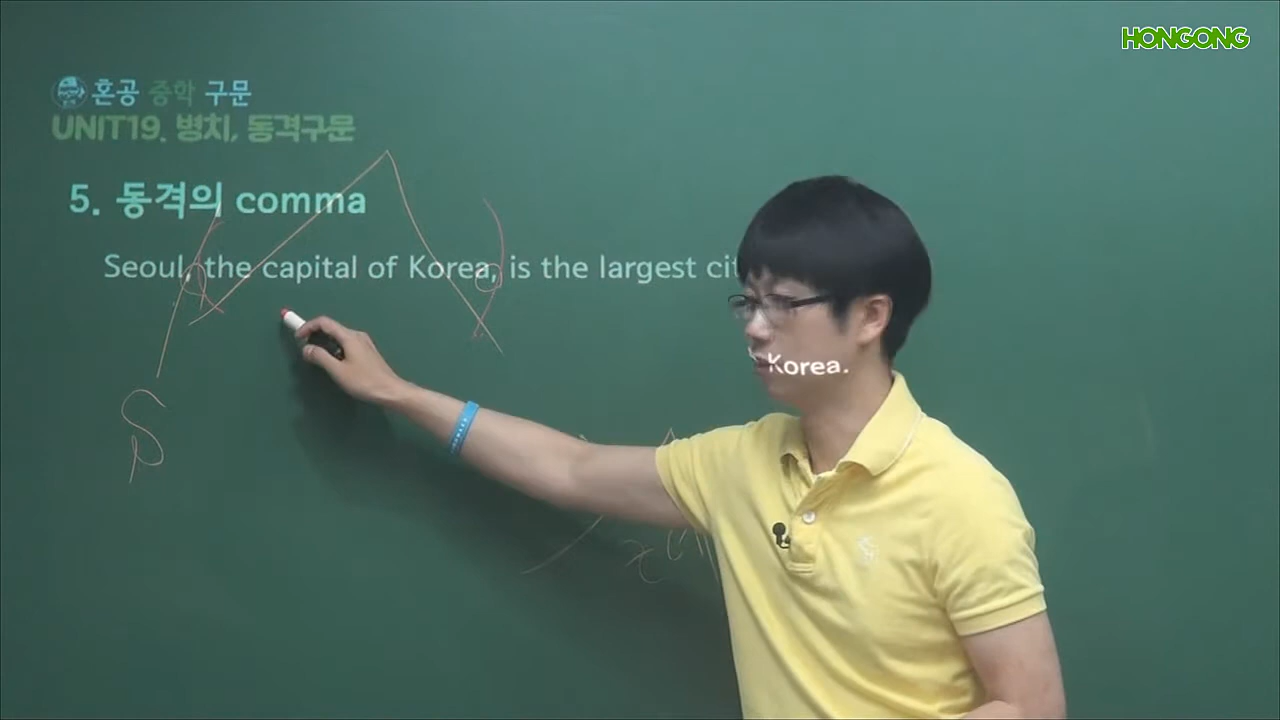 HONGONG
혼공 중학 구문
UNIT19. 병치, 동격구문
5. 동격의 comma
Seoul, the capital of Korea, is the largest cit
Korea.
S